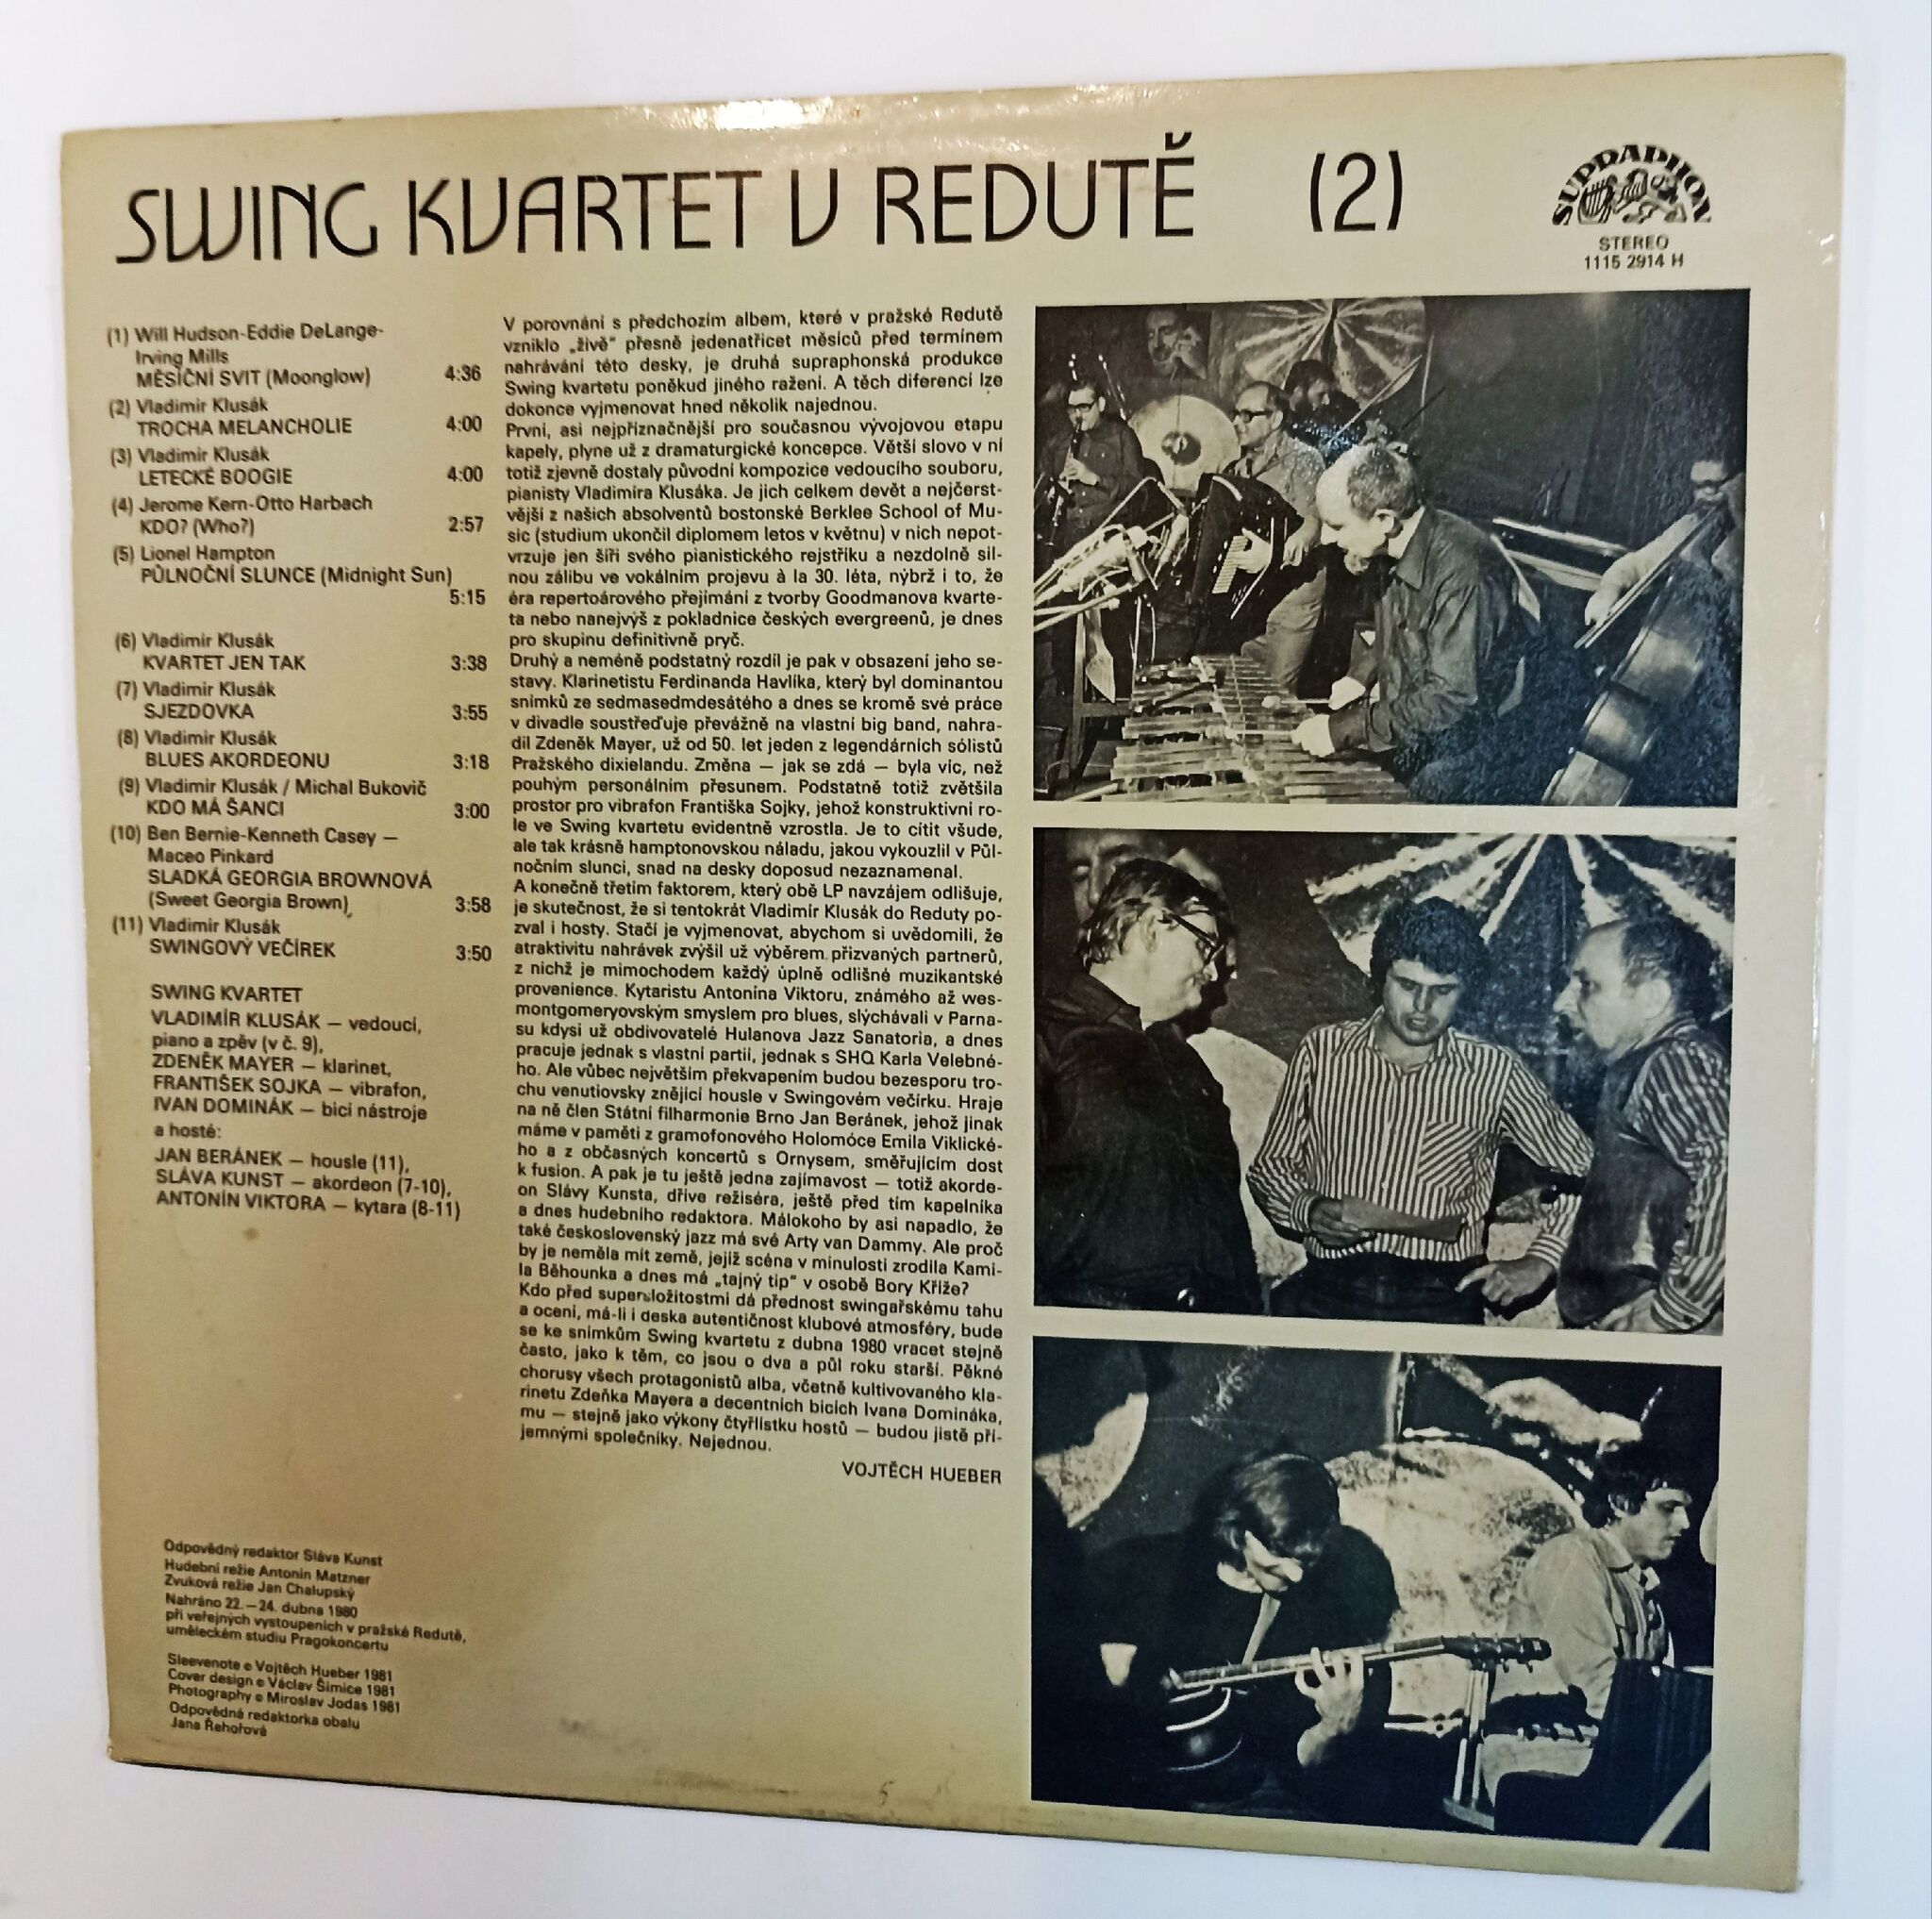 SWING KVARTET V REDUTĚ (2)
SUPRAPHON
STEREO
1115 2914 H
(1) Will Hudson-Eddie DeLange-
Irving Mills
MĚSÍČNÍ SVIT (Moonglow) 4:36
(2) Vladimír Klusák
TROCHA MELANCHOLIE 4:00
(3) Vladimír Klusák
LETECKÉ BOOGIE 4:00
(4) Jerome Kern-Otto Harbach
KDO? (Who?) 2:57
(5) Lionel Hampton
PŮLNOČNÍ SLUNCE (Midnight Sun)
5:15
(6) Vladimír Klusák
KVARTET JEN TAK 3:38
(7) Vladimír Klusák
SJEZDOVKA 3:55
(8) Vladimír Klusák
BLUES AKORDEONU 3:18
(9) Vladimír Klusák / Michal Bukovič
KDO MÁ ŠANCI 3:00
(10) Ben Bernie-Kenneth Casey —
Maceo Pinkard
SLADKÁ GEORGIA BROWNOVÁ
(Sweet Georgia Brown) 3:58
(11) Vladimír Klusák
SWINGOVÝ VEČÍREK 3:50
SWING KVARTET
VLADIMÍR KLUSÁK — vedoucí,
piano a zpěv (v č. 9),
ZDENĚK MAYER — klarinet,
FRANTIŠEK SOJKA — vibrafon,
IVAN DOMINÁK — bicí nástroje
a hosté:
JAN BERÁNEK — housle (11),
SLÁVA KUNST — akordeon (7-10),
ANTONÍN VIKTORA — kytara (8-11)
Odpovědný redaktor Sláva Kunst
Hudební režie Antonín Matzner
Zvuková režie Jan Chalupský
Nahráno 22.—24. dubna 1980
při veřejných vystoupeních v pražské Redutě,
uměleckém studiu Pragokoncertu
Sleevenote © Vojtěch Hueber 1981
Cover design © Václav Šimice 1981
Photography © Miroslav Jodas 1981
Odpovědná redaktorka obalu
Jana Řehořová
V porovnání s předchozím albem, které v pražské Redutě
vzniklo „živě" přesně jedenatřicet měsíců před termínem
nahrávání této desky, je druhá supraphonská produkce
Swing kvartetu poněkud jiného ražení. A těch diferencí lze
dokonce vyjmenovat hned několik najednou.
První, asi nejpříznačnější pro současnou vývojovou etapu
kapely, plyne už z dramaturgické koncepce. Větší slovo v ní
totiž zjevně dostaly původní kompozice vedoucího souboru,
pianisty Vladimíra Klusáka. Je jich celkem devět a nejčerst-
vější z našich absolventů bostonské Berklee School of Mu-
sic (studium ukončil diplomem letos v květnu) v nich nepot-
vrzuje jen šíři svého pianistického rejstříku a nezdolně sil-
nou zálibu ve vokálním projevu à la 30. léta, nýbrž i to, že
éra repertoárového přejímání z tvorby Goodmanova kvarte-
ta nebo nanejvýš z pokladnice českých evergreenů, je dnes
pro skupinu definitivně pryč.
Druhý a neméně podstatný rozdíl je pak v obsazení jeho se-
stavy. Klarinetistu Ferdinanda Havlíka, který byl dominantou
snímků ze sedmasedmdesátého a dnes se kromě své práce
v divadle soustřeďuje převážně na vlastní big band, nahra-
dil Zdeněk Mayer, už od 50. let jeden z legendárních sólistů
Pražského dixielandu. Změna — jak se zdá — byla víc, než
pouhým personálním přesunem. Podstatně totiž zvětšila
prostor pro vibrafon Františka Sojky, jehož konstruktivní ro-
le ve Swing kvartetu evidentně vzrostla. Je to cítit všude,
ale tak krásně hamptonovskou náladu, jakou vykouzlil v Půl-
nočním slunci, snad na desky doposud nezaznamenal.
A konečně třetím faktorem, který obě LP navzájem odlišuje,
je skutečnost, že si tentokrát Vladimír Klusák do Reduty po-
zval i hosty. Stačí je vyjmenovat, abychom si uvědomili, že
atraktivitu nahrávek zvýšil už výběrem přizvaných partnerů,
z nichž je mimochodem každý úplně odlišné muzikantské
provenience. Kytaristu Antonína Viktoru, známého až wes-
montgomeryovským smyslem pro blues, slýchávali v Parna-
su kdysi už obdivovatelé Hulanova Jazz Sanatoria, a dnes
pracuje jednak s vlastní partií, jednak s SHQ Karla Velebné-
ho. Ale vůbec největším překvapením budou bezesporu tro-
chu venutiovsky znějící housle v Swingovém večírku. Hraje
na ně člen Státní filharmonie Brno Jan Beránek, jehož jinak
máme v paměti z gramofonového Holomóce Emila Viklické-
ho a z občasných koncertů s Ornysem, směřujícím dost
k fusion. A pak je tu ještě jedna zajímavost — totiž akorde-
on Slávy Kunsta, dříve režiséra, ještě před tím kapelníka
a dnes hudebního redaktora. Málokoho by asi napadlo, že
také československý jazz má své Arty van Dammy. Ale proč
by je neměla mít země, jejíž scéna v minulosti zrodila Kami-
la Běhounka a dnes má „tajný tip" v osobě Bory Kříže?
Kdo před supersložitostmi dá přednost swingařskému tahu
a ocení, má-li i deska autentičnost klubové atmosféry, bude
se ke snímkům Swing kvartetu z dubna 1980 vracet stejně
často, jako k těm, co jsou o dva a půl roku starší. Pěkné
chorusy všech protagonistů alba, včetně kultivovaného kla-
rinetu Zdeňka Mayera a decentních bicích Ivana Domináka,
mu — stejně jako výkony čtyřlístku hostů — budou jistě pří-
jemnými společníky. Nejednou.
VOJTĚCH HUEBER